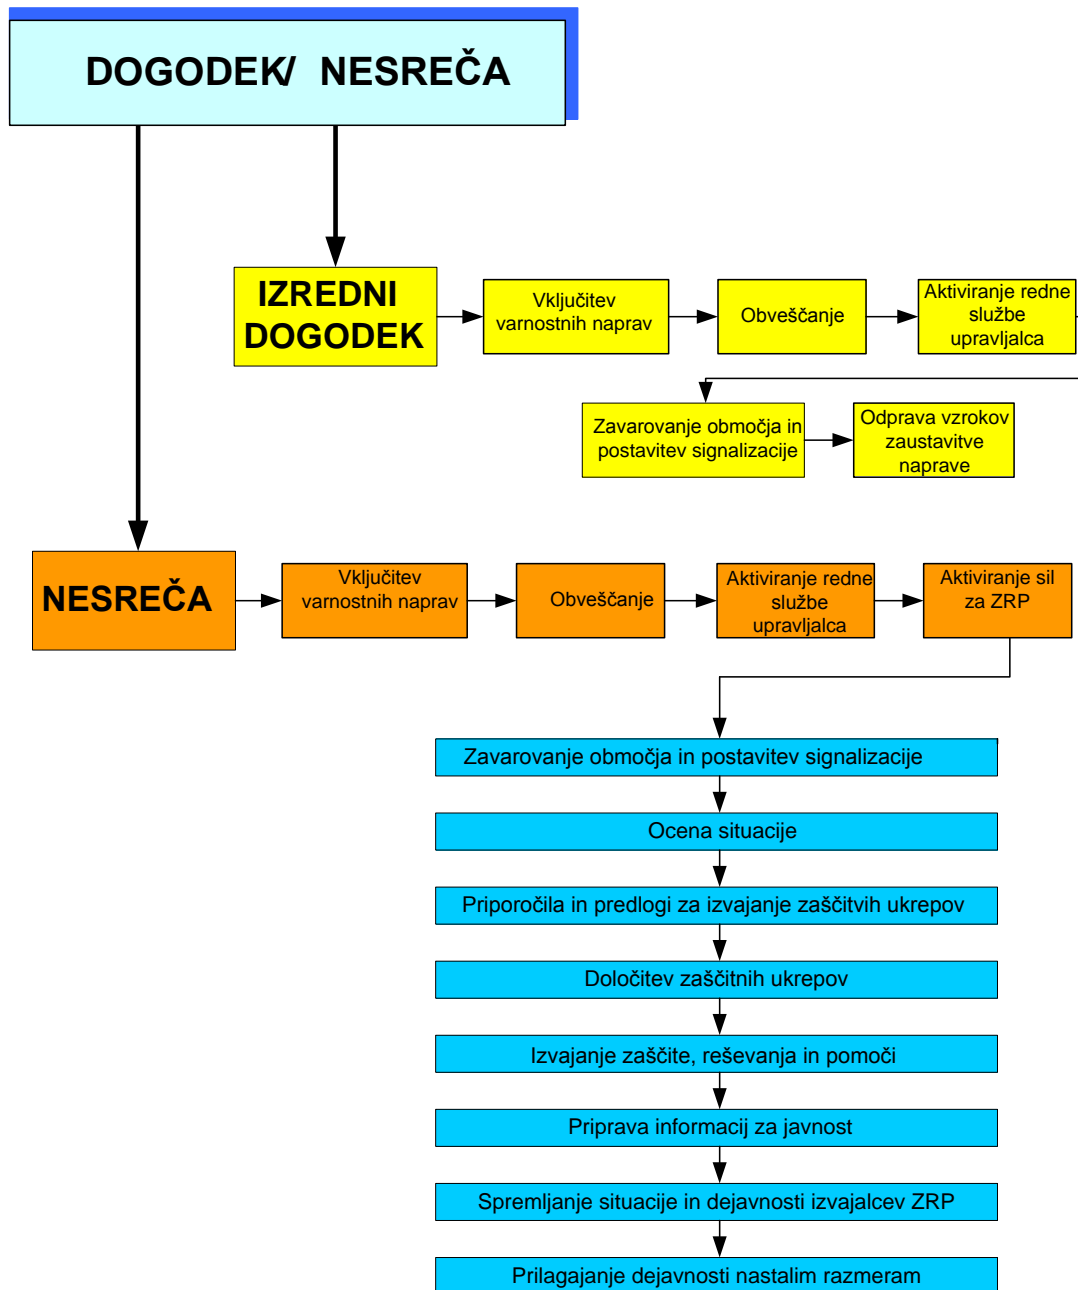 DOGODEK/ NESREČA
IZREDNI
DOGODEK
Vključitev
varnostnih naprav
Obveščanje
Aktiviranje redne
službe
upravljalca
Zavarovanje območja in
postavitev signalizacije
Odprava vzrokov
zaustavitve
naprave
NESREČA
Vključitev
varnostnih naprav
Obveščanje
Aktiviranje redne
službe
upravljalca
Aktiviranje sil
za ZRP
Zavarovanje območja in postavitev signalizacije
Ocena situacije
Priporočila in predlogi za izvajanje zaščitvih ukrepov
Določitev zaščitnih ukrepov
Izvajanje zaščite, reševanja in pomoči
Priprava informacij za javnost
Spremljanje situacije in dejavnosti izvajalcev ZRP
Prilagajanje dejavnosti nastalim razmeram